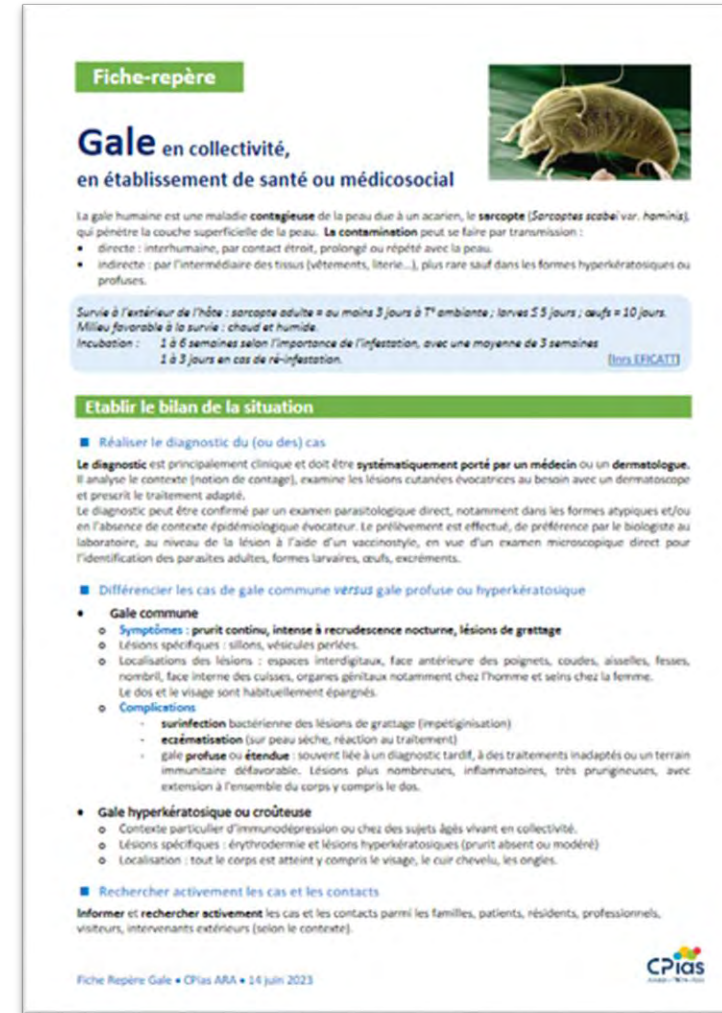 Fiche-repère
Gale en collectivité,
en établissement de santé ou médicosocial
La gale humaine est une maladie contagieuse de la peau due à un acarien, le sarcopte (Sarcoptes scabei var. hominis),
qui pénètre la couche superficielle de la peau. La contamination peut se faire par transmission :
• directe : interhumaine, par contact étroit, prolongé ou répété avec la peau.
• indirecte : par l'intermédiaire des tissus (vêtements, literie...), plus rare sauf dans les formes hyperkératosiques ou
profuses.
Survie à l'extérieur de l'hôte : sarcopte adulte = au moins 3 jours à T° ambiante ; larves ≤ 5 jours ; œufs = 10 jours.
Milieu favorable à la survie : chaud et humide.
Incubation : 1 à 6 semaines selon l'importance de l'infestation, avec une moyenne de 3 semaines
1 à 3 jours en cas de ré-infestation. [Inrs EFICATT]
Etablir le bilan de la situation
■ Réaliser le diagnostic du (ou des) cas
Le diagnostic est principalement clinique et doit être systématiquement porté par un médecin ou un dermatologue.
Il analyse le contexte (notion de contage), examine les lésions cutanées évocatrices au besoin avec un dermatoscope
et prescrit le traitement adapté.
Le diagnostic peut être confirmé par un examen parasitologique direct, notamment dans les formes atypiques et/ou
en l'absence de contexte épidémiologique évocateur. Le prélèvement est effectué, de préférence par le biologiste au
laboratoire, au niveau de la lésion à l'aide d'un vaccinostyle, en vue d'un examen microscopique direct pour
l'identification des parasites adultes, formes larvaires, œufs, excréments.
■ Différencier les cas de gale commune versus gale profuse ou hyperkératosique
• Gale commune
o Symptômes : prurit continu, intense à recrudescence nocturne, lésions de grattage
o Lésions spécifiques : sillons, vésicules perlées.
o Localisations des lésions : espaces interdigitaux, face antérieure des poignets, coudes, aisselles, fesses,
nombril, face interne des cuisses, organes génitaux notamment chez l'homme et seins chez la femme.
Le dos et le visage sont habituellement épargnés.
o Complications
- surinfection bactérienne des lésions de grattage (impétiginisation)
- eczématisation (sur peau sèche, réaction au traitement)
- gale profuse ou étendue : souvent liée à un diagnostic tardif, à des traitements inadaptés ou un terrain
immunitaire défavorable. Lésions plus nombreuses, inflammatoires, très prurigineuses, avec
extension à l'ensemble du corps y compris le dos.
• Gale hyperkératosique ou croûteuse
o Contexte particulier d'immunodépression ou chez des sujets âgés vivant en collectivité.
o Lésions spécifiques : érythrodermie et lésions hyperkératosiques (prurit absent ou modéré)
o Localisation : tout le corps est atteint y compris le visage, le cuir chevelu, les ongles.
■ Rechercher activement les cas et les contacts
Informer et rechercher activement les cas et les contacts parmi les familles, patients, résidents, professionnels,
visiteurs, intervenants extérieurs (selon le contexte).
CPias
Fiche Repère Gale • CPias ARA • 14 juin 2023